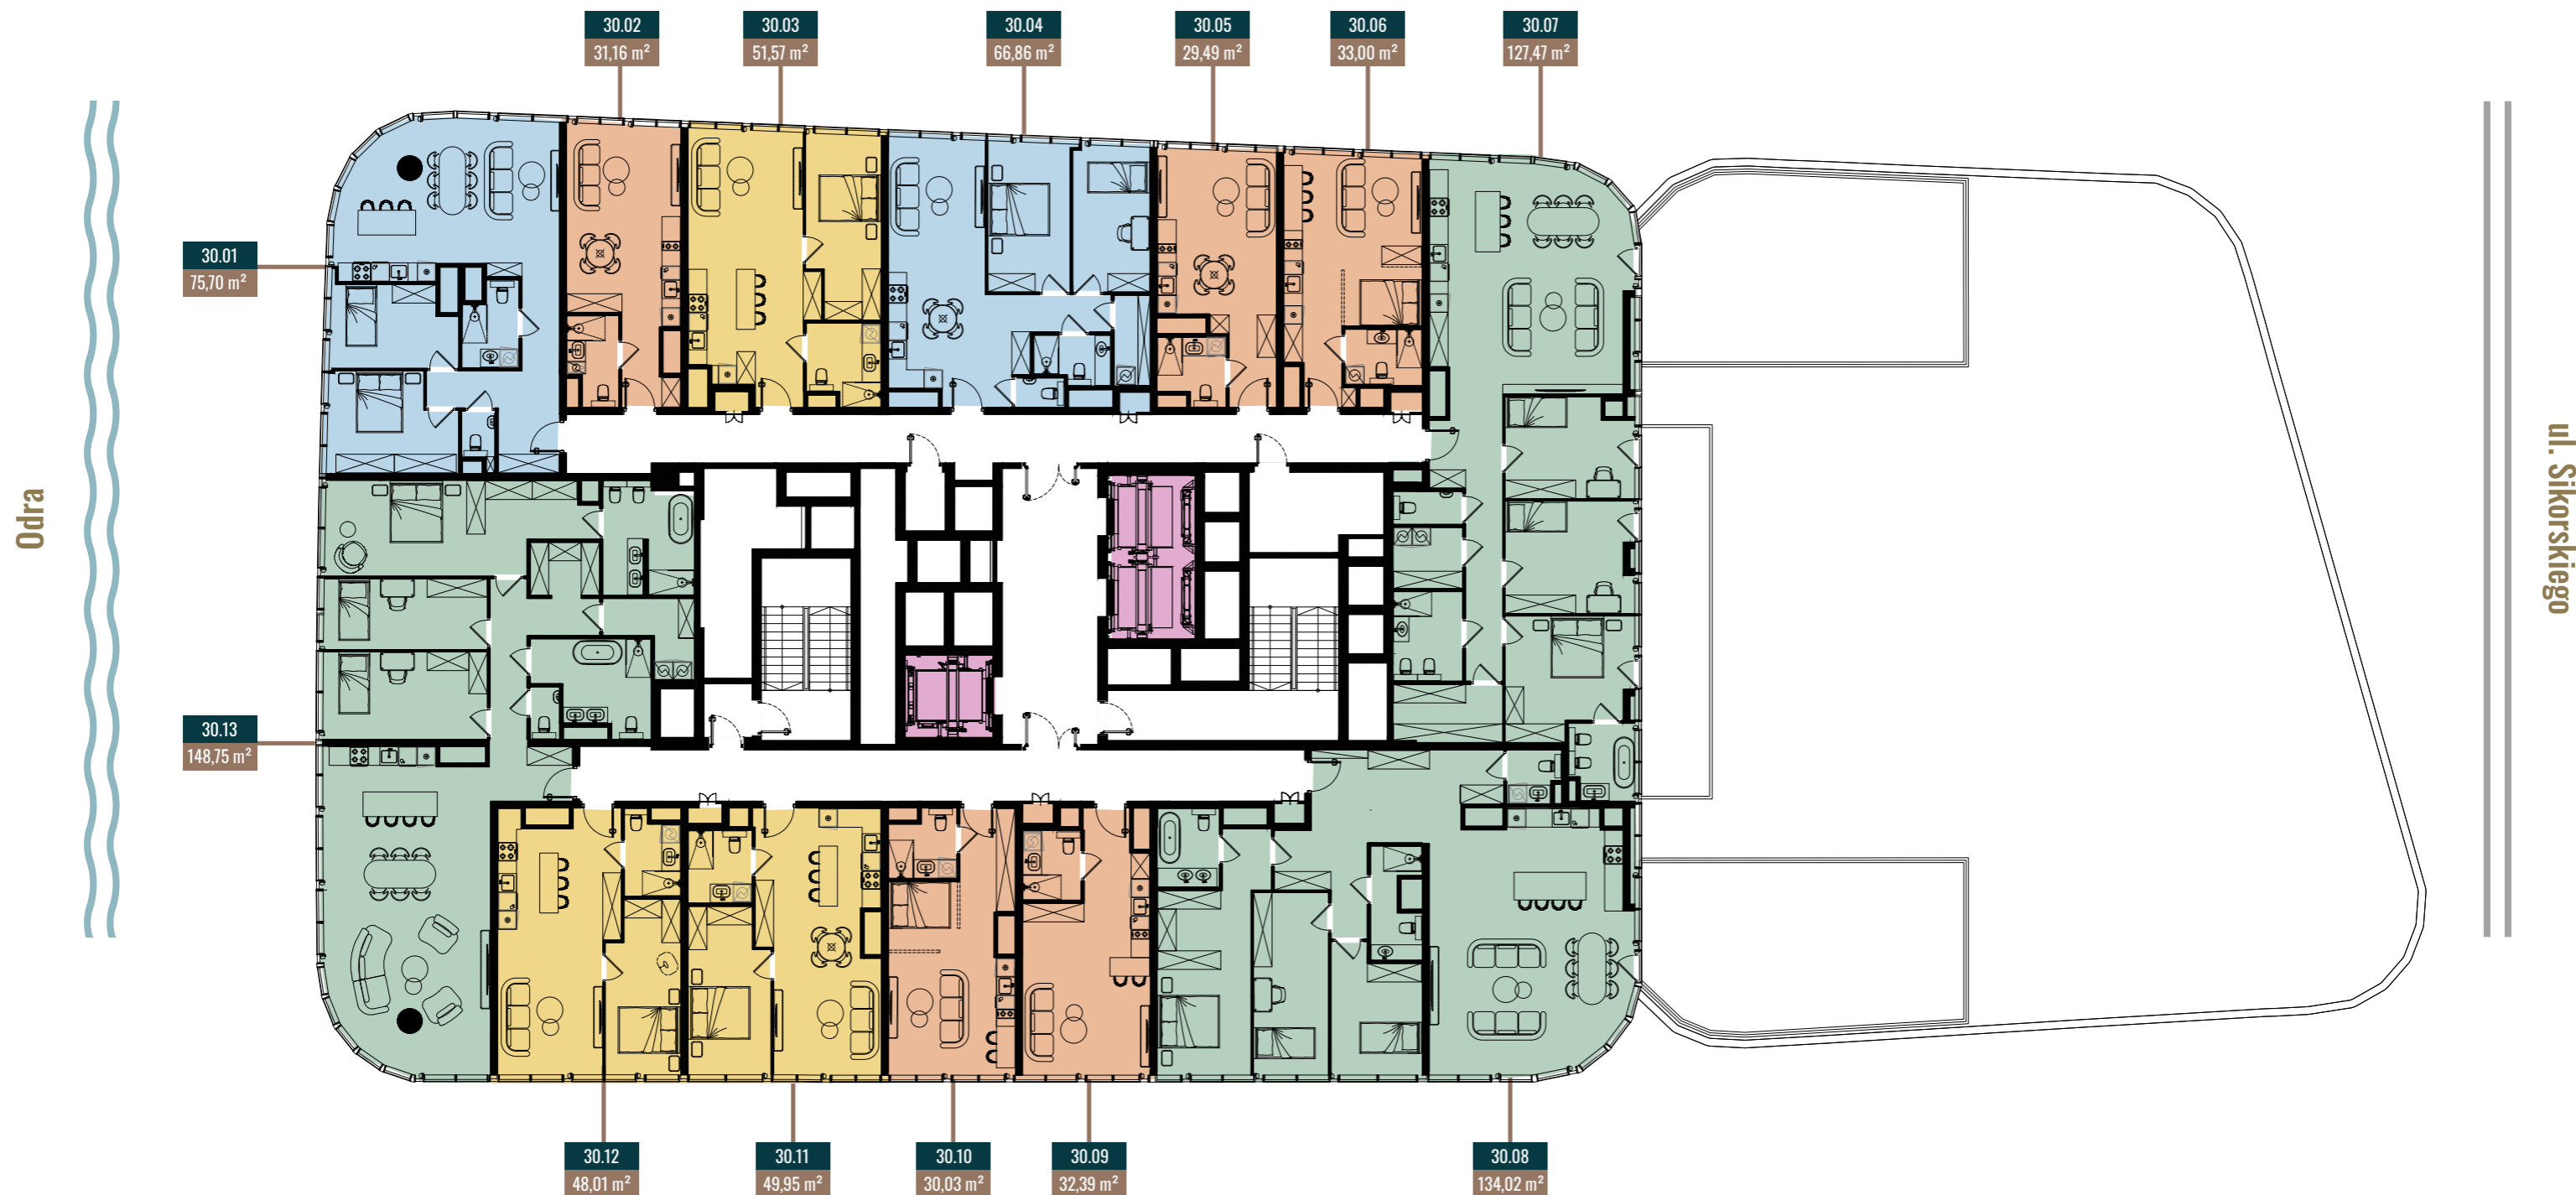 30.02
31,16 m²
30.03
51,57 m²
30.04
66,86 m²
30.05
29,49 m²
30.06
33,00 m²
30.07
127,47 m²
30.01
75,70 m²
Odra
ul. Sikorskiego
30.13
148,75 m²
30.12
48,01 m²
30.11
49,95 m²
30.10
30,03 m²
30.09
32,39 m²
30.08
134,02 m²